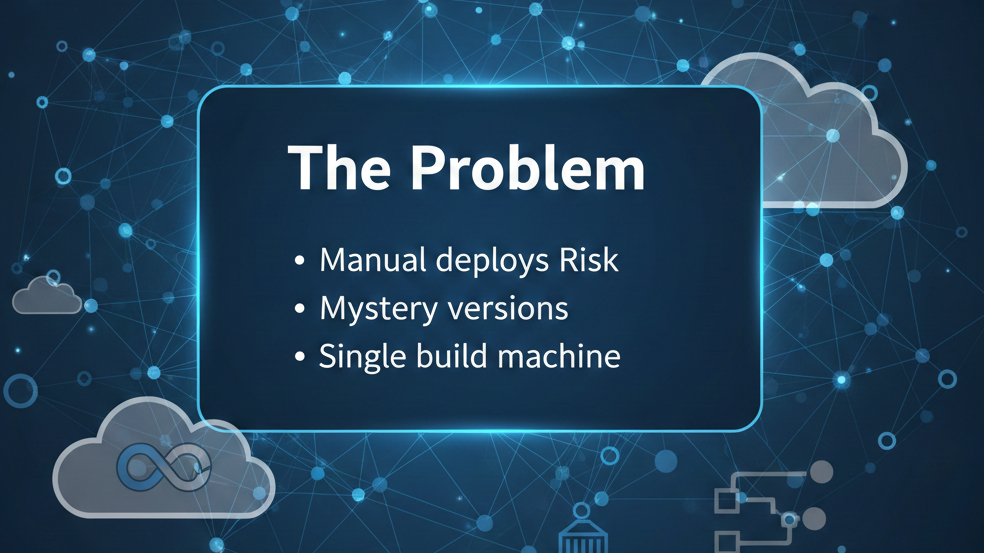 The Problem
• Manual deploys Risk
• Mystery versions
• Single build machine